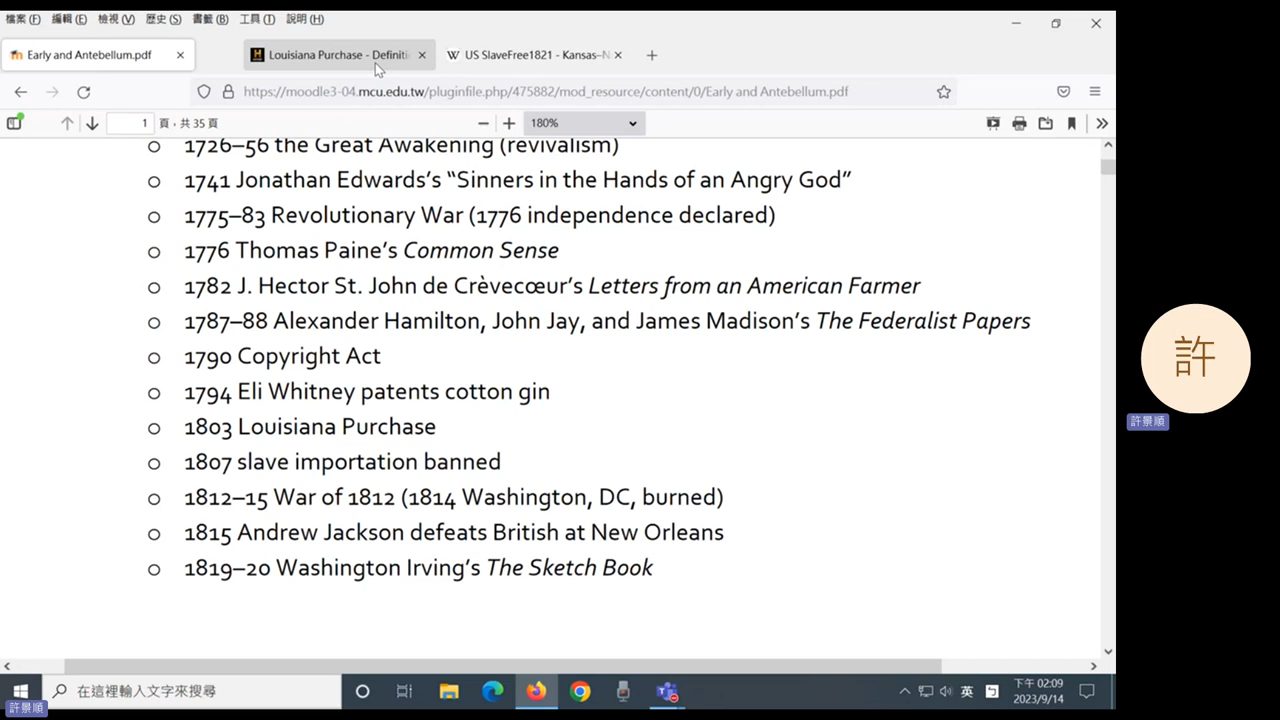 檔案(F) 編輯(E) 檢視(V) 歷史(S) 書籤(B) 工具(T) 說明(H)
Early and Antebellum.pdf
Louisiana Purchase - Definiti
US SlaveFree1821 - Kansas–N
https://moodle3-04.mcu.edu.tw/pluginfile.php/475882/mod_resource/content/0/Early and Antebellum.pdf
1 頁，共 35 頁
180%
1726–56 the Great Awakening (revivalism)
1741 Jonathan Edwards’s “Sinners in the Hands of an Angry God”
1775–83 Revolutionary War (1776 independence declared)
1776 Thomas Paine’s Common Sense
1782 J. Hector St. John de Crèvecœur’s Letters from an American Farmer
1787–88 Alexander Hamilton, John Jay, and James Madison’s The Federalist Papers
1790 Copyright Act
1794 Eli Whitney patents cotton gin
1803 Louisiana Purchase
1807 slave importation banned
1812–15 War of 1812 (1814 Washington, DC, burned)
1815 Andrew Jackson defeats British at New Orleans
1819–20 Washington Irving’s The Sketch Book
許
許景順
在這裡輸入文字來搜尋
英
下午 02:09
2023/9/14
許景順